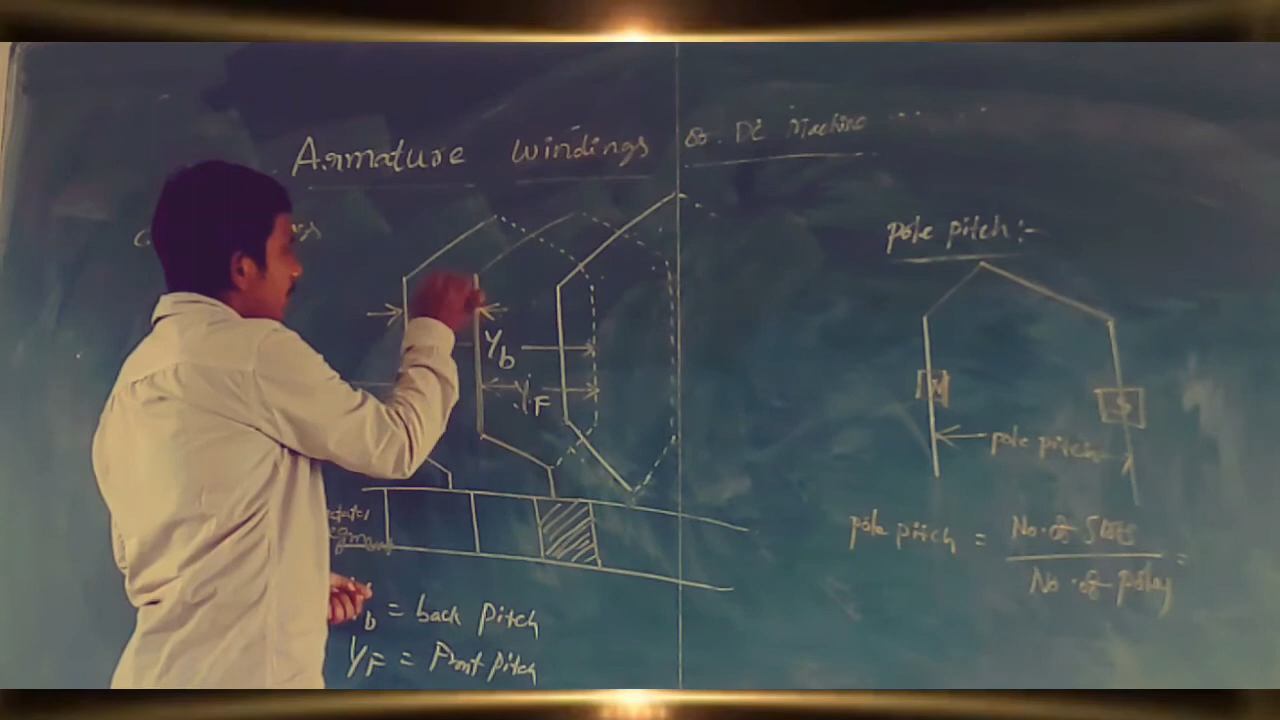 Armature Windings
DC Machine ......
pole pitch :-
Yb
YF
N
S
pole pitch
pole pitch = No. of Slots
No. of poles
b = back pitch
YF = Front pitch